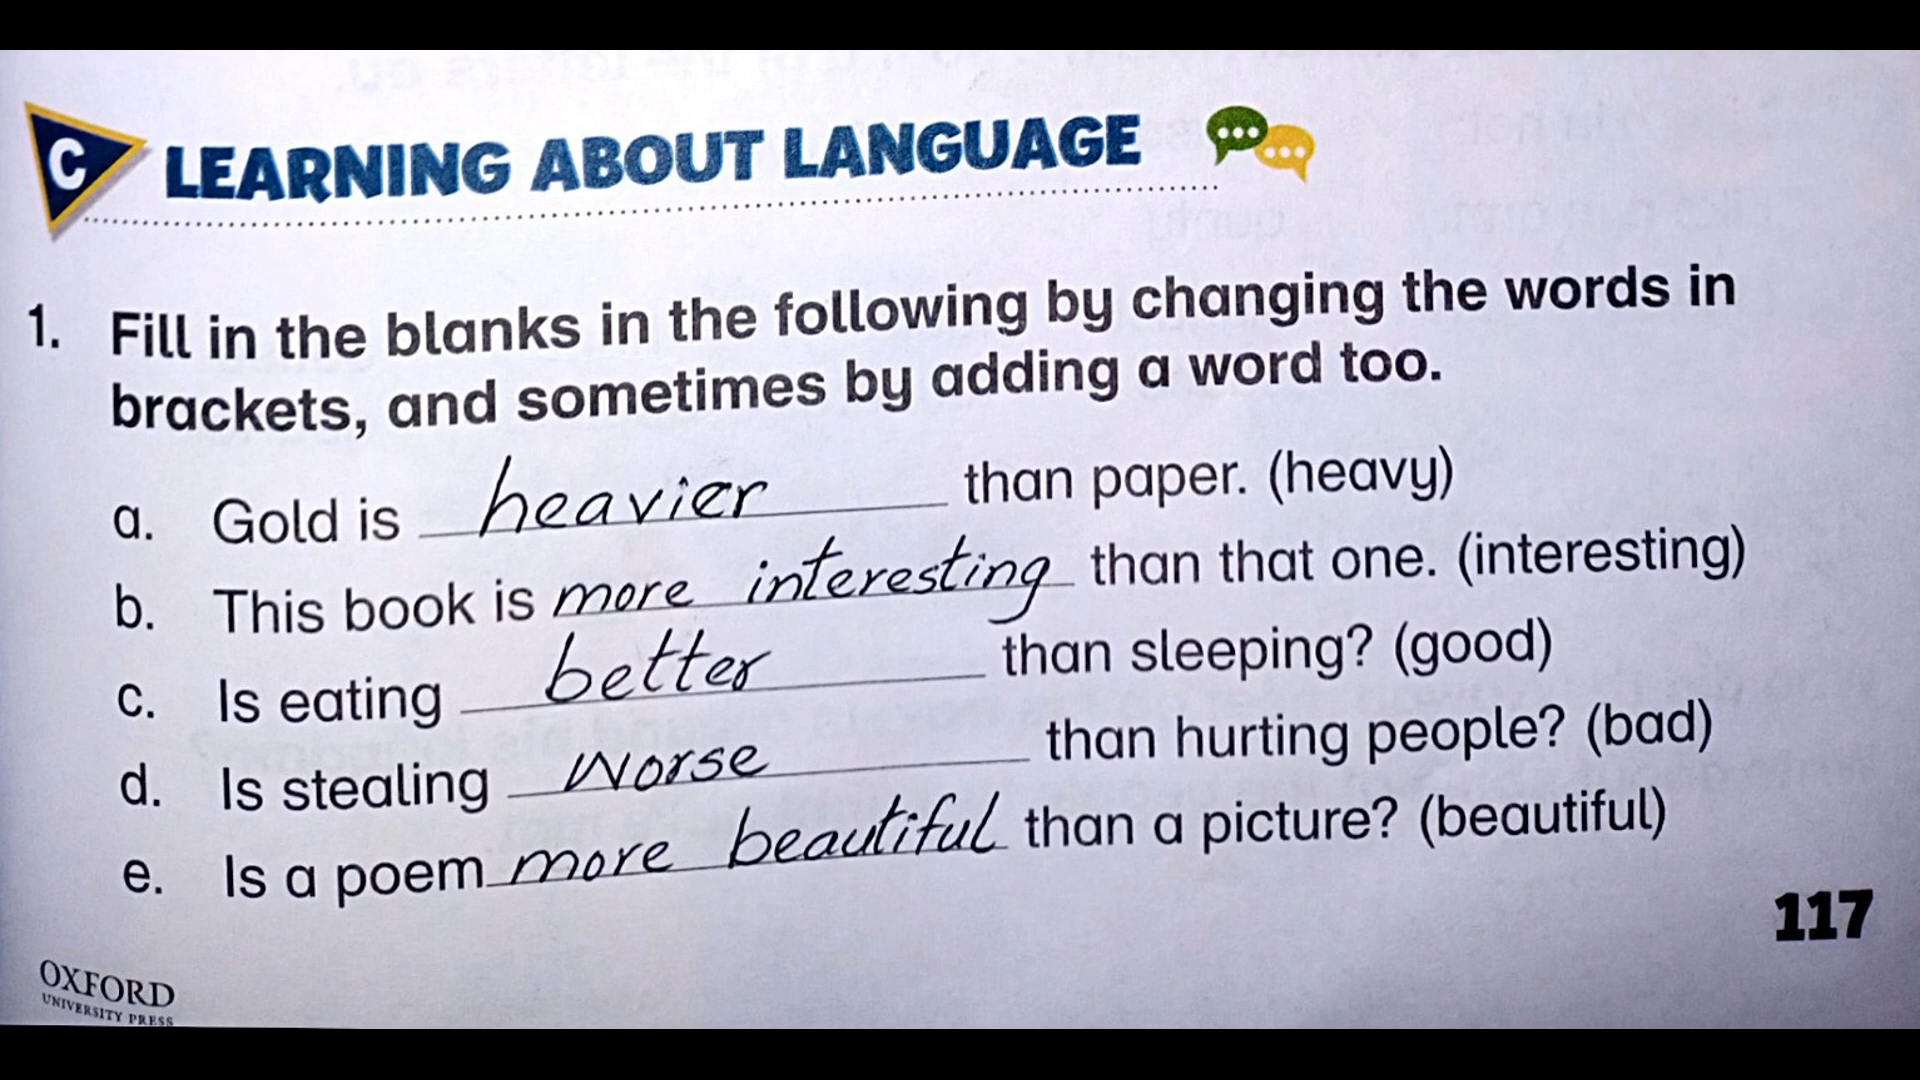 C LEARNING ABOUT LANGUAGE
1. Fill in the blanks in the following by changing the words in
brackets, and sometimes by adding a word too.
a. Gold is heavier than paper. (heavy)
b. This book is more interesting than that one. (interesting)
c. Is eating better than sleeping? (good)
d. Is stealing worse than hurting people? (bad)
e. Is a poem more beautiful than a picture? (beautiful)
117
OXFORD
UNIVERSITY PRESS